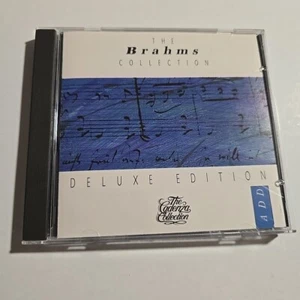 THE
Brahms
COLLECTION
DELUXE EDITION
The
Cadenza
Collection
ADD